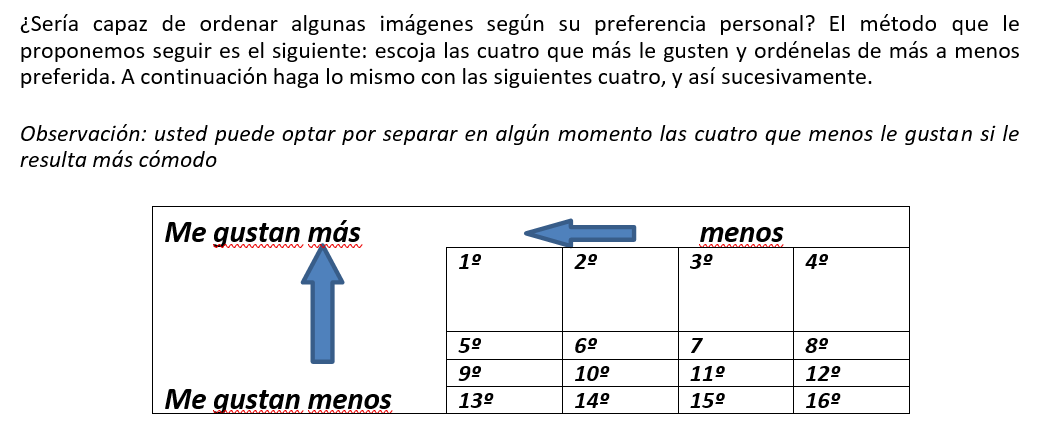 ¿Sería capaz de ordenar algunas imágenes según su preferencia personal? El método que le
proponemos seguir es el siguiente: escoja las cuatro que más le gusten y ordénelas de más a menos
preferida. A continuación haga lo mismo con las siguientes cuatro, y así sucesivamente.
Observación: usted puede optar por separar en algún momento las cuatro que menos le gustan si le
resulta más cómodo
Me gustan más menos
1º 2º 3º 4º
5º 6º 7 8º
9º 10º 11º 12º
Me gustan menos 13º 14º 15º 16º